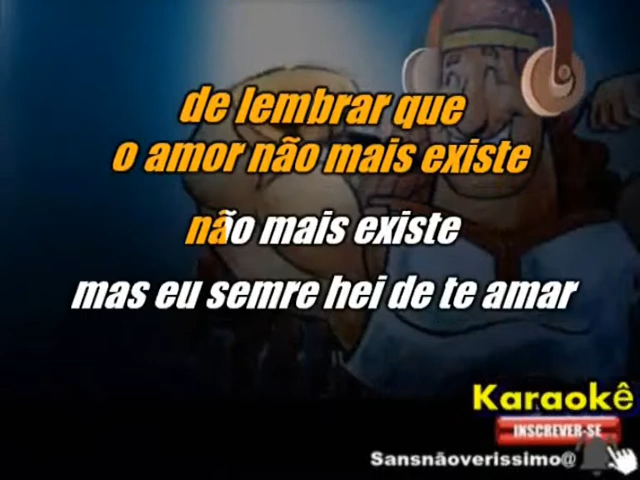 de lembrar que
o amor não mais existe
não mais existe
mas eu semre hei de te amar
Karaokê
INSCREVER-SE
Sansnãoverissimo@